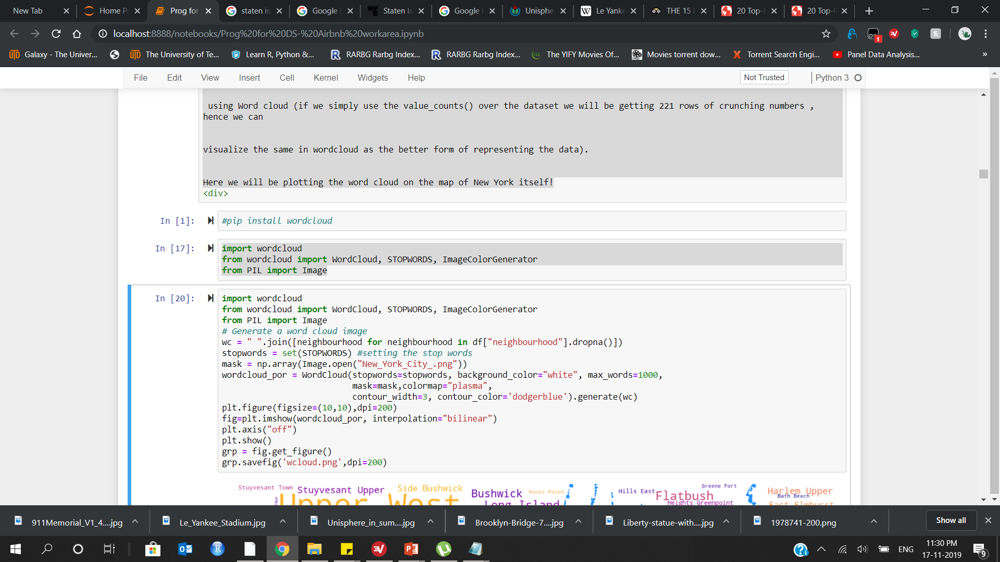 New Tab
Home Pa
Prog for
staten is
Google
Staten Is
Google
Unisphe
Le Yanke
THE 15
20 Top-
20 Top-
localhost:8888/notebooks/Prog%20for%20DS-%20Airbnb%20workarea.ipynb
1
Galaxy - The Univer...
The University of Te...
Learn R, Python &...
RARBG Rarbg Index...
RARBG Rarbg Index...
The YIFY Movies Of...
Movies torrent dow...
Torrent Search Engi...
Panel Data Analysis...
»
File Edit View Insert Cell Kernel Widgets Help
Not Trusted
Python 3
using Word cloud (if we simply use the value_counts() over the dataset we will be getting 221 rows of crunching numbers ,
hence we can
visualize the same in wordcloud as the better form of representing the data).
Here we will be plotting the word cloud on the map of New York itself!
<div>
In [1]:
#pip install wordcloud
In [17]:
import wordcloud
from wordcloud import WordCloud, STOPWORDS, ImageColorGenerator
from PIL import Image
In [20]:
import wordcloud
from wordcloud import WordCloud, STOPWORDS, ImageColorGenerator
from PIL import Image
# Generate a word cloud image
wc = " ".join([neighbourhood for neighbourhood in df["neighbourhood"].dropna()])
stopwords = set(STOPWORDS) #setting the stop words
mask = np.array(Image.open("New_York_City_.png"))
wordcloud_por = WordCloud(stopwords=stopwords, background_color="white", max_words=1000,
mask=mask,colormap="plasma",
contour_width=3, contour_color='dodgerblue').generate(wc)
plt.figure(figsize=(10,10),dpi=200)
fig=plt.imshow(wordcloud_por, interpolation="bilinear")
plt.axis("off")
plt.show()
grp = fig.get_figure()
grp.savefig('wcloud.png',dpi=200)
Stuyvesant Town
Stuyvesant Upper
Side Bushwick
Bushwick
Hunts Point
Hills East
Flatbush
Greene Fort
Harlem Upper
Bath Beach
Upper West
Long Island
Heights Greenpoint
East Elmhurst
911Memorial_V1_4....jpg
Le_Yankee_Stadium.jpg
Unisphere_in_sum....jpg
Brooklyn-Bridge-7....jpg
Liberty-statue-with....jpg
1978741-200.png
Show all
ENG
11:30 PM
17-11-2019
9